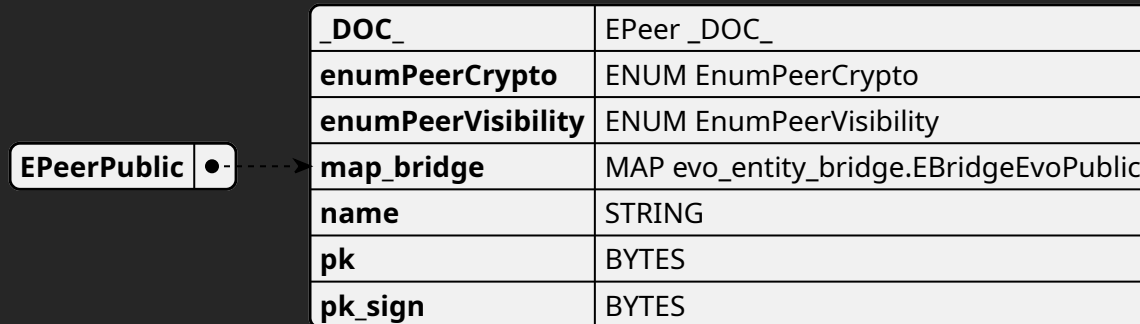 _DOC_ EPeer _DOC_
enumPeerCrypto ENUM EnumPeerCrypto
enumPeerVisibility ENUM EnumPeerVisibility
EPeerPublic map_bridge MAP evo_entity_bridge.EBridgeEvoPublic
name STRING
pk BYTES
pk_sign BYTES